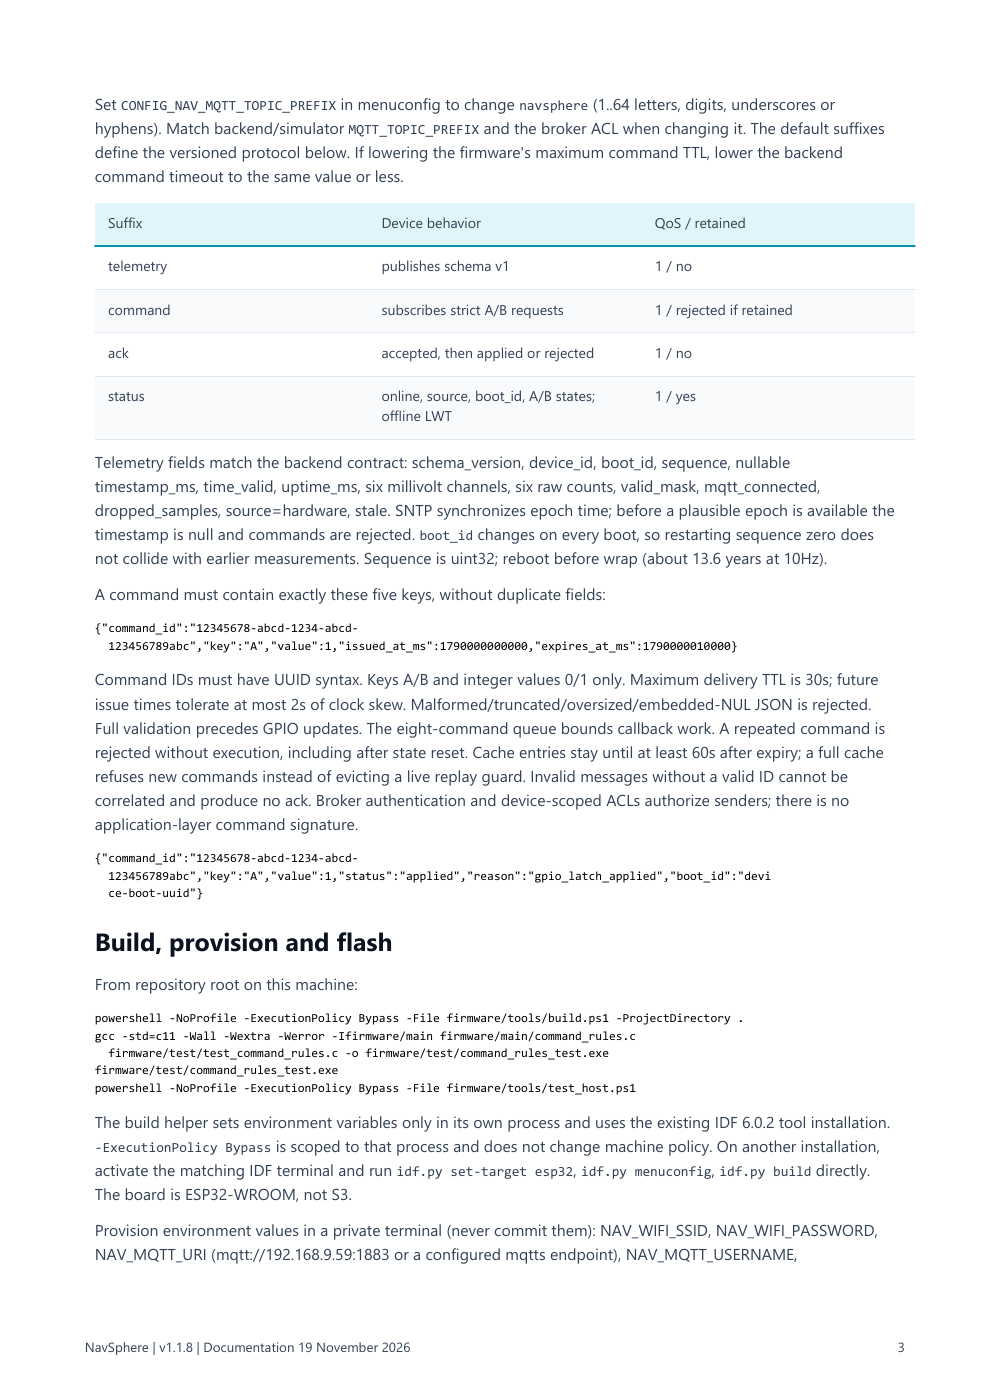 Set CONFIG_NAV_MQTT_TOPIC_PREFIX in menuconfig to change navsphere (1..64 letters, digits, underscores or
hyphens). Match backend/simulator MQTT_TOPIC_PREFIX and the broker ACL when changing it. The default suffixes
define the versioned protocol below. If lowering the firmware's maximum command TTL, lower the backend
command timeout to the same value or less.
Suffix Device behavior QoS / retained
telemetry publishes schema v1 1 / no
command subscribes strict A/B requests 1 / rejected if retained
ack accepted, then applied or rejected 1 / no
status online, source, boot_id, A/B states; 1 / yes
offline LWT
Telemetry fields match the backend contract: schema_version, device_id, boot_id, sequence, nullable
timestamp_ms, time_valid, uptime_ms, six millivolt channels, six raw counts, valid_mask, mqtt_connected,
dropped_samples, source=hardware, stale. SNTP synchronizes epoch time; before a plausible epoch is available the
timestamp is null and commands are rejected. boot_id changes on every boot, so restarting sequence zero does
not collide with earlier measurements. Sequence is uint32; reboot before wrap (about 13.6 years at 10Hz).
A command must contain exactly these five keys, without duplicate fields:
{"command_id":"12345678-abcd-1234-abcd-
123456789abc","key":"A","value":1,"issued_at_ms":1790000000000,"expires_at_ms":1790000010000}
Command IDs must have UUID syntax. Keys A/B and integer values 0/1 only. Maximum delivery TTL is 30s; future
issue times tolerate at most 2s of clock skew. Malformed/truncated/oversized/embedded-NUL JSON is rejected.
Full validation precedes GPIO updates. The eight-command queue bounds callback work. A repeated command is
rejected without execution, including after state reset. Cache entries stay until at least 60s after expiry; a full cache
refuses new commands instead of evicting a live replay guard. Invalid messages without a valid ID cannot be
correlated and produce no ack. Broker authentication and device-scoped ACLs authorize senders; there is no
application-layer command signature.
{"command_id":"12345678-abcd-1234-abcd-
123456789abc","key":"A","value":1,"status":"applied","reason":"gpio_latch_applied","boot_id":"devi
ce-boot-uuid"}
Build, provision and flash
From repository root on this machine:
powershell -NoProfile -ExecutionPolicy Bypass -File firmware/tools/build.ps1 -ProjectDirectory .
gcc -std=c11 -Wall -Wextra -Werror -Ifirmware/main firmware/main/command_rules.c
firmware/test/test_command_rules.c -o firmware/test/command_rules_test.exe
firmware/test/command_rules_test.exe
powershell -NoProfile -ExecutionPolicy Bypass -File firmware/tools/test_host.ps1
The build helper sets environment variables only in its own process and uses the existing IDF 6.0.2 tool installation.
-ExecutionPolicy Bypass is scoped to that process and does not change machine policy. On another installation,
activate the matching IDF terminal and run idf.py set-target esp32, idf.py menuconfig, idf.py build directly.
The board is ESP32-WROOM, not S3.
Provision environment values in a private terminal (never commit them): NAV_WIFI_SSID, NAV_WIFI_PASSWORD,
NAV_MQTT_URI (mqtt://192.168.9.59:1883 or a configured mqtts endpoint), NAV_MQTT_USERNAME,
NavSphere | v1.1.8 | Documentation 19 November 2026 3